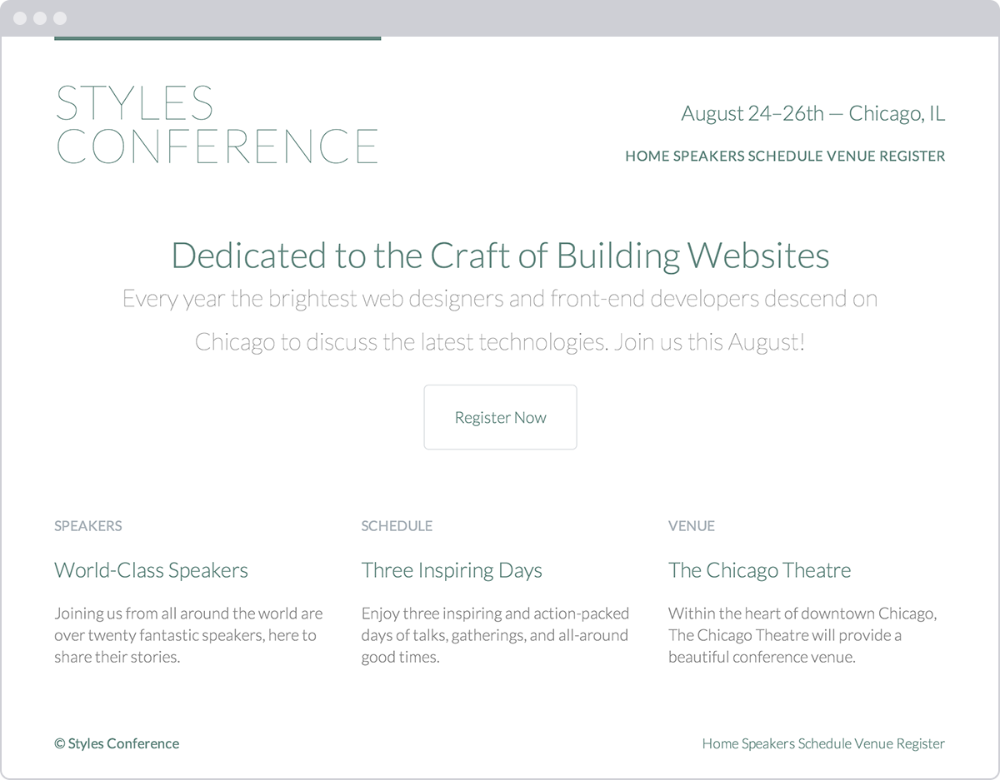 STYLES
CONFERENCE
August 24–26th — Chicago, IL
HOME SPEAKERS SCHEDULE VENUE REGISTER
Dedicated to the Craft of Building Websites
Every year the brightest web designers and front-end developers descend on
Chicago to discuss the latest technologies. Join us this August!
Register Now
SPEAKERS
World-Class Speakers
Joining us from all around the world are
over twenty fantastic speakers, here to
share their stories.
SCHEDULE
Three Inspiring Days
Enjoy three inspiring and action-packed
days of talks, gatherings, and all-around
good times.
VENUE
The Chicago Theatre
Within the heart of downtown Chicago,
The Chicago Theatre will provide a
beautiful conference venue.
© Styles Conference
Home Speakers Schedule Venue Register